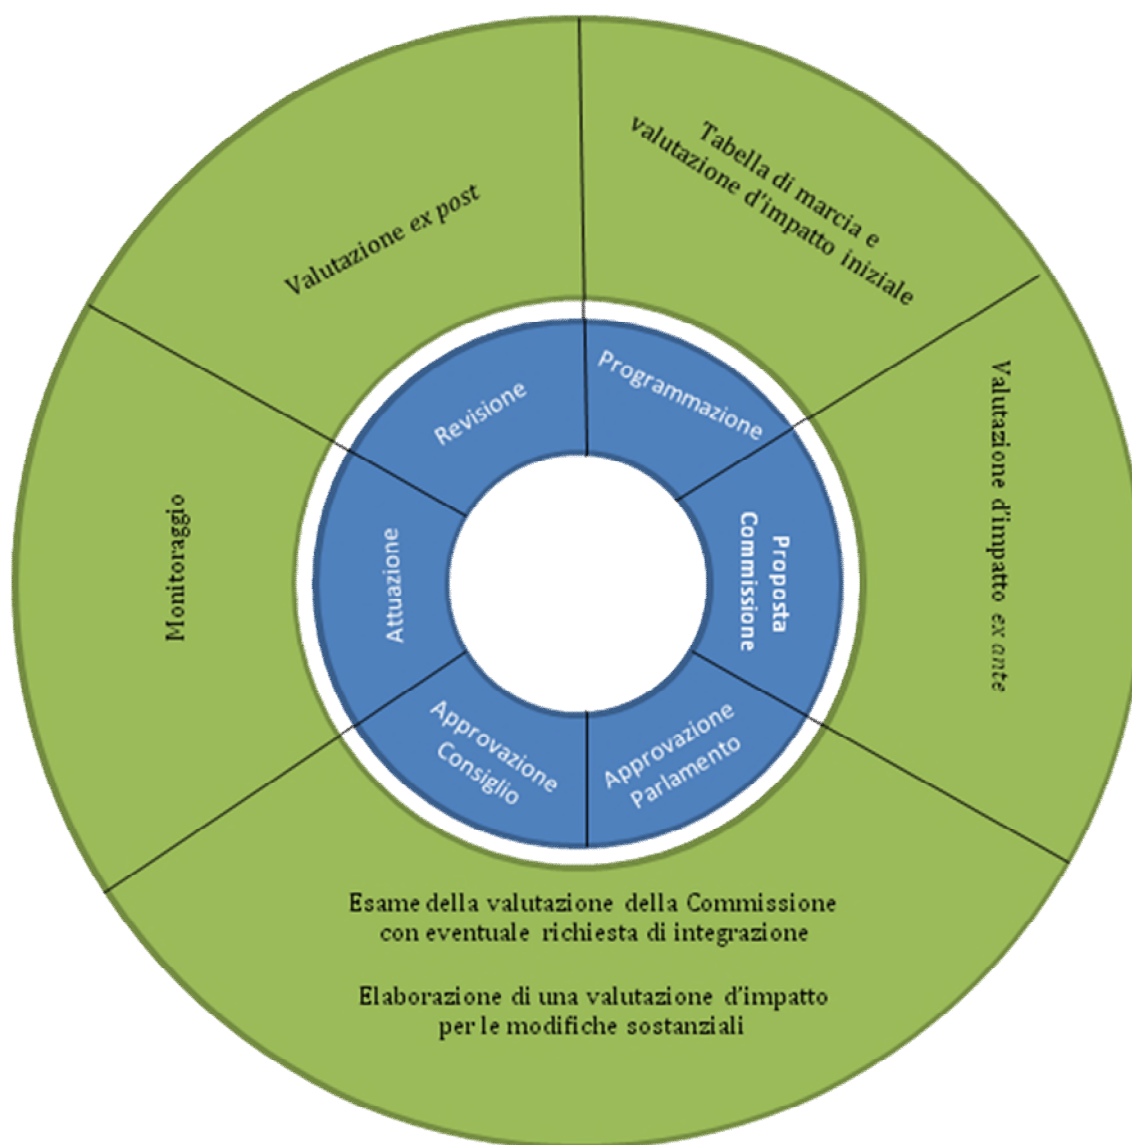 Tabella di marcia e
valutazione d'impatto iniziale
Valutazione d'impatto ex ante
Esame della valutazione della Commissione
con eventuale richiesta di integrazione
Elaborazione di una valutazione d'impatto
per le modifiche sostanziali
Monitoraggio
Valutazione ex post
Programmazione
Proposta
Commissione
Approvazione
Parlamento
Approvazione
Consiglio
Attuazione
Revisione